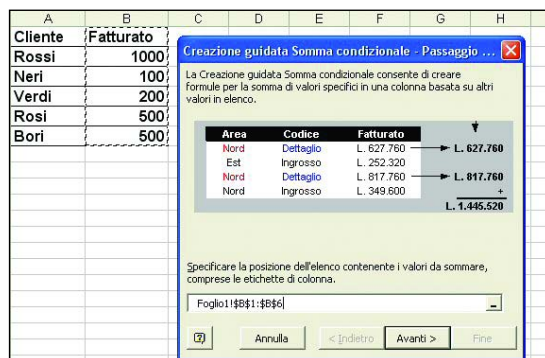 A B C D E F G H
Cliente Fatturato
Rossi 1000
Neri 100
Verdi 200
Rosi 500
Bori 500
Creazione guidata Somma condizionale - Passaggio ...
La Creazione guidata Somma condizionale consente di creare
formule per la somma di valori specifici in una colonna basata su altri
valori in elenco.
Area Codice Fatturato
Nord Dettaglio L. 627.760 L. 627.760
Est Ingrosso L. 252.320
Nord Dettaglio L. 817.760 L. 817.760
Nord Ingrosso L. 349.600 +
L. 1.445.520
Specificare la posizione dell'elenco contenente i valori da sommare,
comprese le etichette di colonna.
Foglio1!$B$1:$B$6
? Annulla < Indietro Avanti > Fine